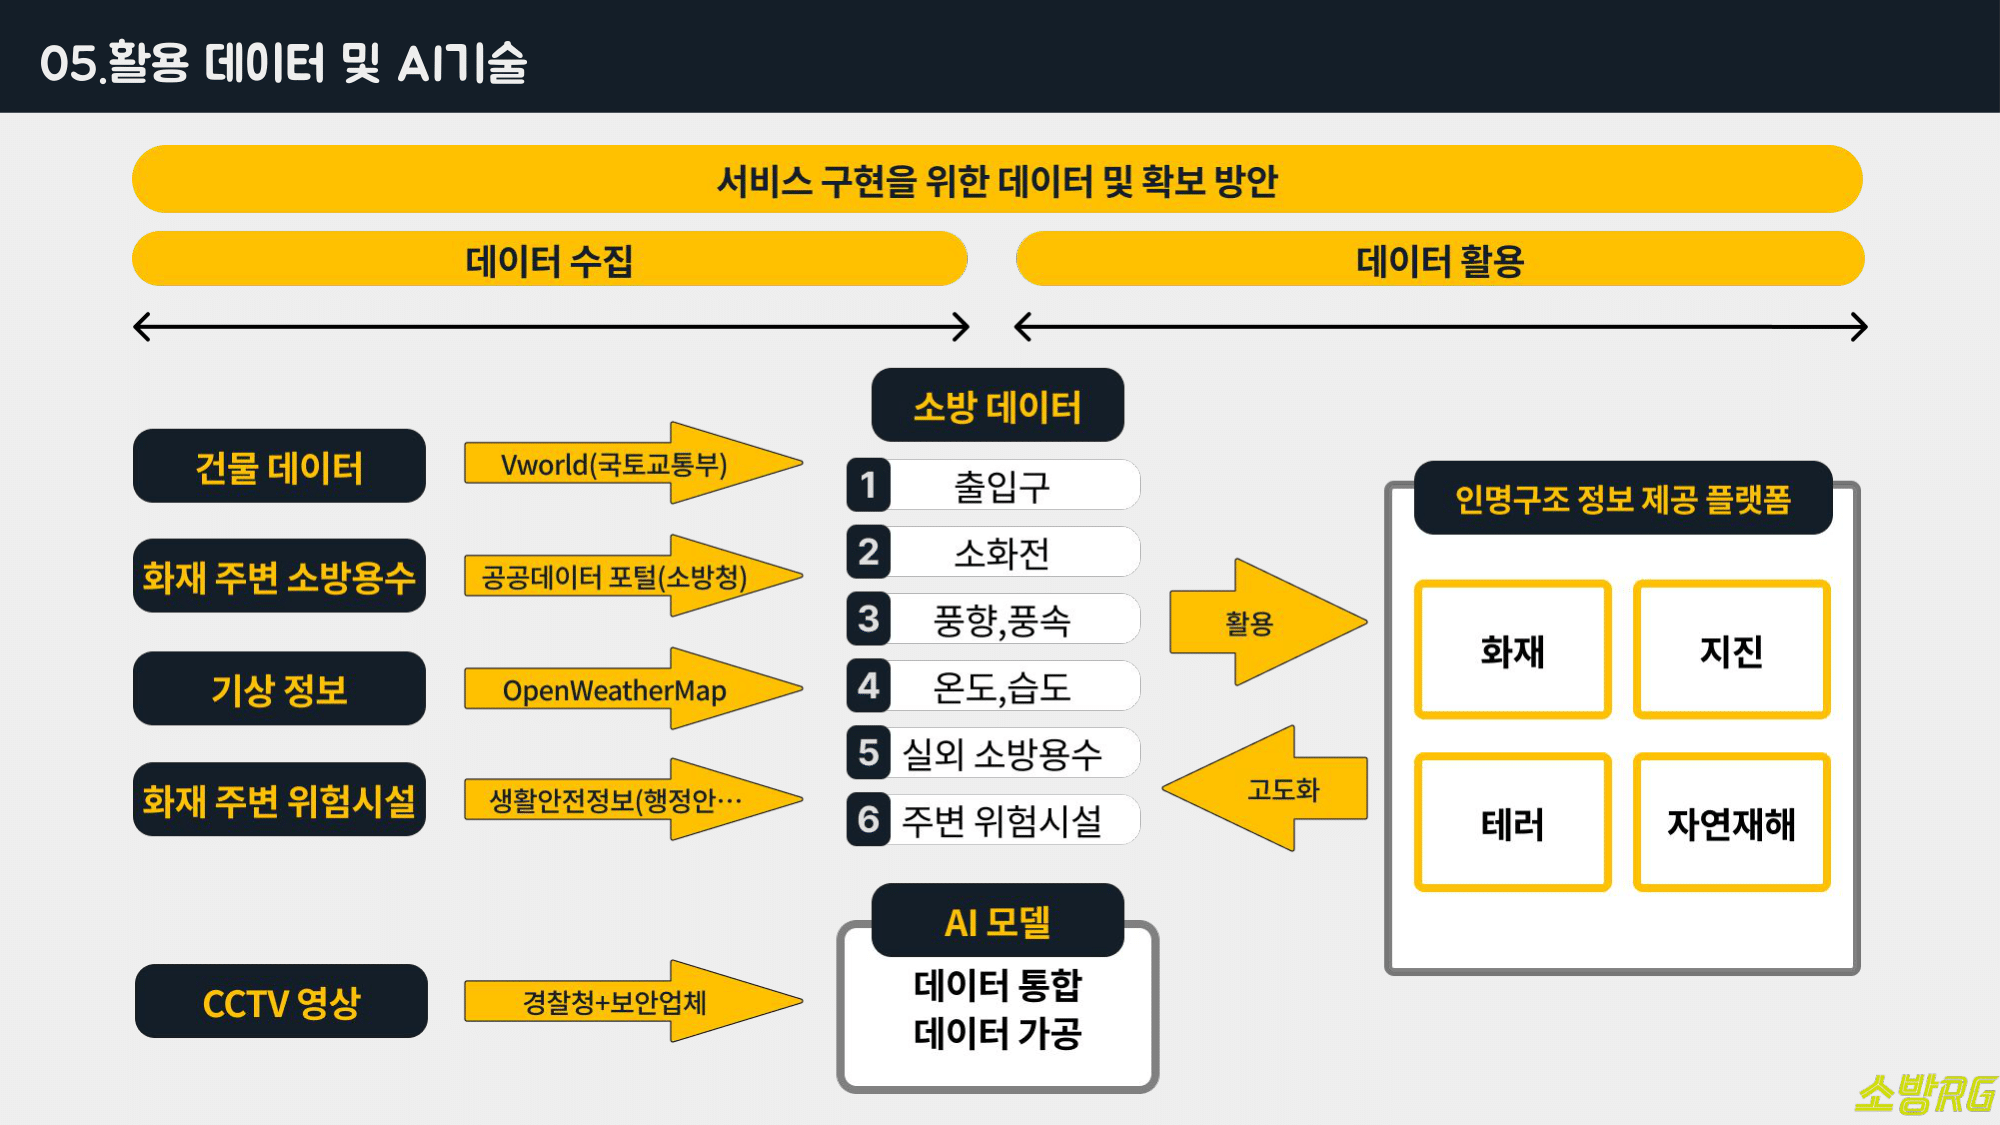 05.활용 데이터 및 AI기술
서비스 구현을 위한 데이터 및 확보 방안
데이터 수집
데이터 활용
건물 데이터
Vworld(국토교통부)
화재 주변 소방용수
공공데이터 포털(소방청)
기상 정보
OpenWeatherMap
화재 주변 위험시설
생활안전정보(행정안…
CCTV 영상
경찰청+보안업체
소방 데이터
1 출입구
2 소화전
3 풍향,풍속
4 온도,습도
5 실외 소방용수
6 주변 위험시설
AI 모델
데이터 통합
데이터 가공
활용
고도화
인명구조 정보 제공 플랫폼
화재
지진
테러
자연재해
소방RG